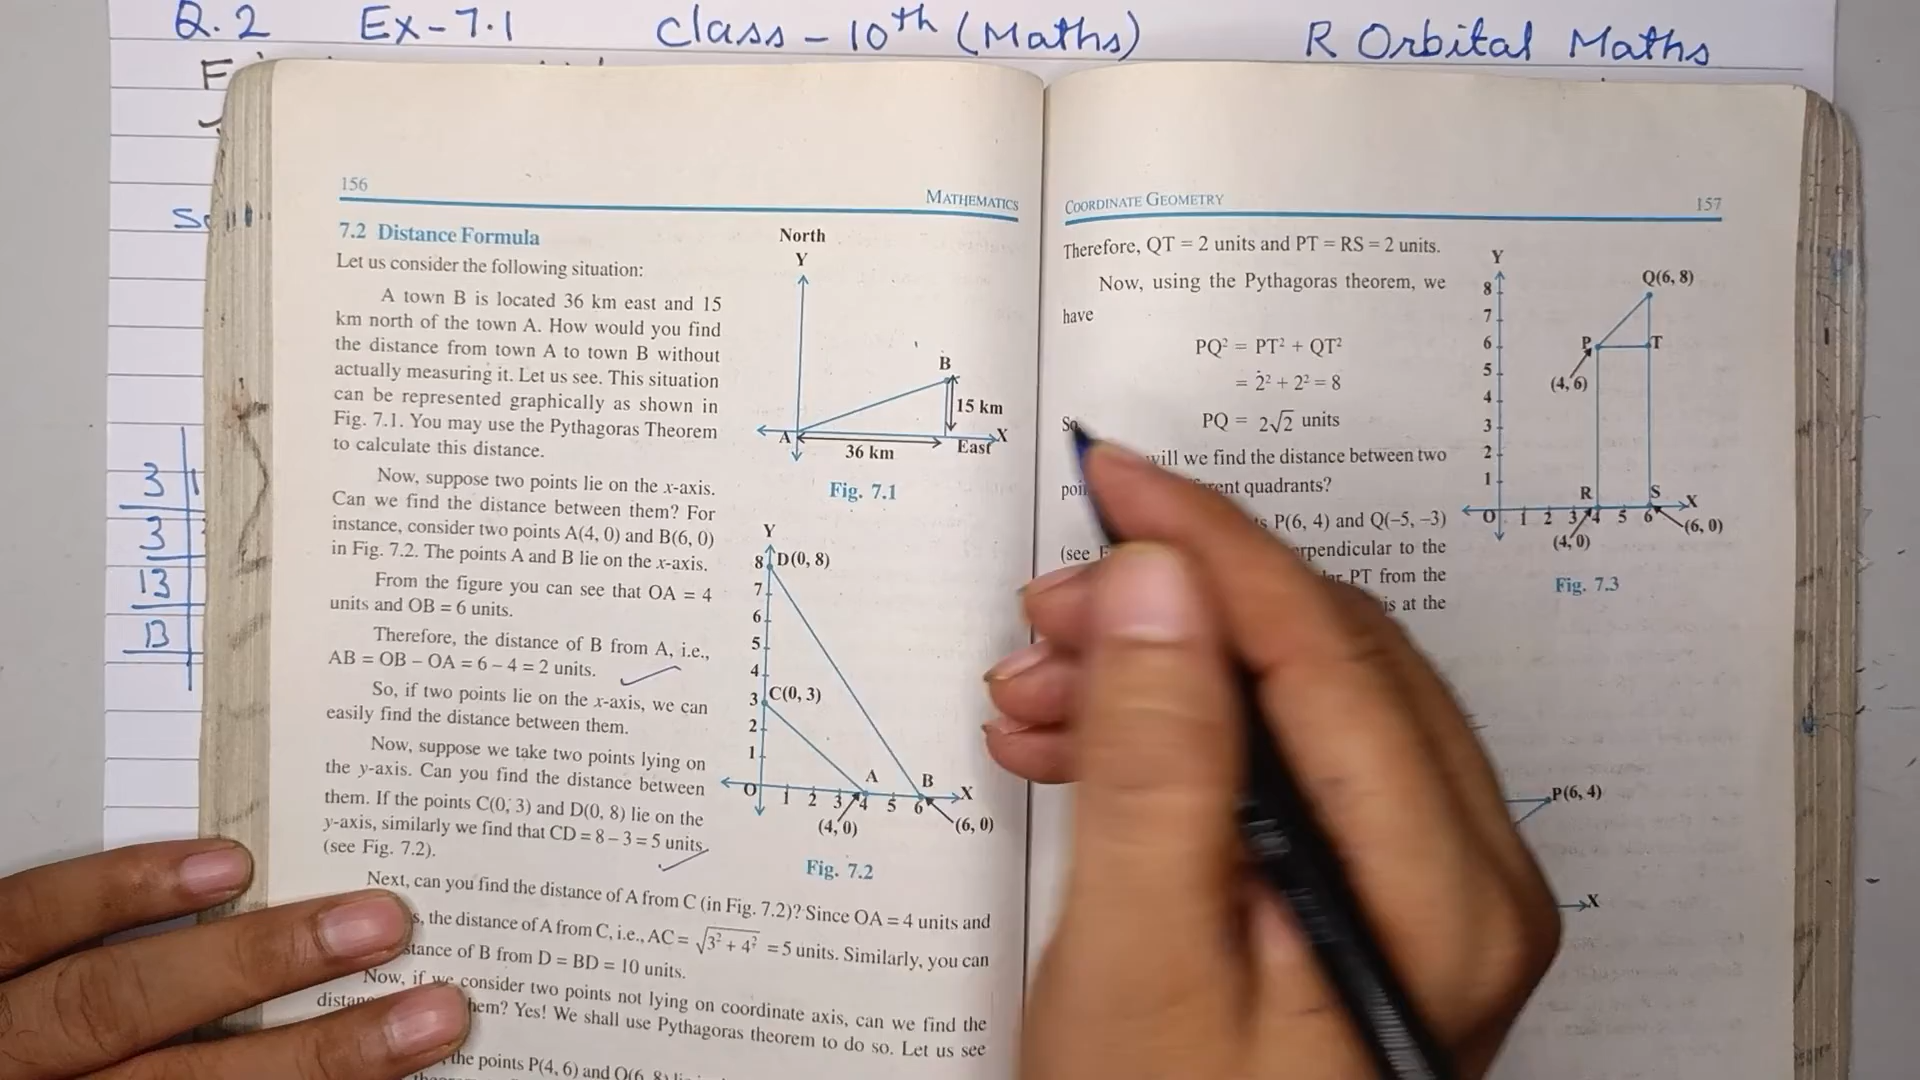 Q.2 Ex-7.1 Class - 10th (Maths) R Orbital Maths
156
MATHEMATICS
7.2 Distance Formula
Let us consider the following situation:
A town B is located 36 km east and 15
km north of the town A. How would you find
the distance from town A to town B without
actually measuring it. Let us see. This situation
can be represented graphically as shown in
Fig. 7.1. You may use the Pythagoras Theorem
to calculate this distance.
Now, suppose two points lie on the x-axis.
Can we find the distance between them? For
instance, consider two points A(4, 0) and B(6, 0)
in Fig. 7.2. The points A and B lie on the x-axis.
From the figure you can see that OA = 4
units and OB = 6 units.
Therefore, the distance of B from A, i.e.,
AB = OB – OA = 6 – 4 = 2 units.
So, if two points lie on the x-axis, we can
easily find the distance between them.
Now, suppose we take two points lying on
the y-axis. Can you find the distance between
them. If the points C(0, 3) and D(0, 8) lie on the
y-axis, similarly we find that CD = 8 – 3 = 5 units
(see Fig. 7.2).
Next, can you find the distance of A from C (in Fig. 7.2)? Since OA = 4 units and
the distance of A from C, i.e., AC = √3² + 4² = 5 units. Similarly, you can
of B from D = BD = 10 units.
Now, if we consider two points not lying on coordinate axis, can we find the
them? Yes! We shall use Pythagoras theorem to do so. Let us see
the points P(4, 6) and Q(6, 8)
North
Y
B
15 km
A
X
36 km
East
Fig. 7.1
Y
8 D(0, 8)
7
6
5
4
3 C(0, 3)
2
1
A B
O 1 2 3 4 5 6 X
(4, 0) (6, 0)
Fig. 7.2
COORDINATE GEOMETRY
157
Therefore, QT = 2 units and PT = RS = 2 units.
Now, using the Pythagoras theorem, we
have
PQ² = PT² + QT²
= 2² + 2² = 8
So
PQ = 2√2 units
will we find the distance between two
quadrants?
P(6, 4) and Q(–5, –3)
(see
to the
PT from the
is at the
Y
Q(6, 8)
8
7
6 P T
5
(4, 6)
4
3
2
1
R S X
O 1 2 3 4 5 6
(4, 0) (6, 0)
Fig. 7.3
P(6, 4)
X
3
3
13
13